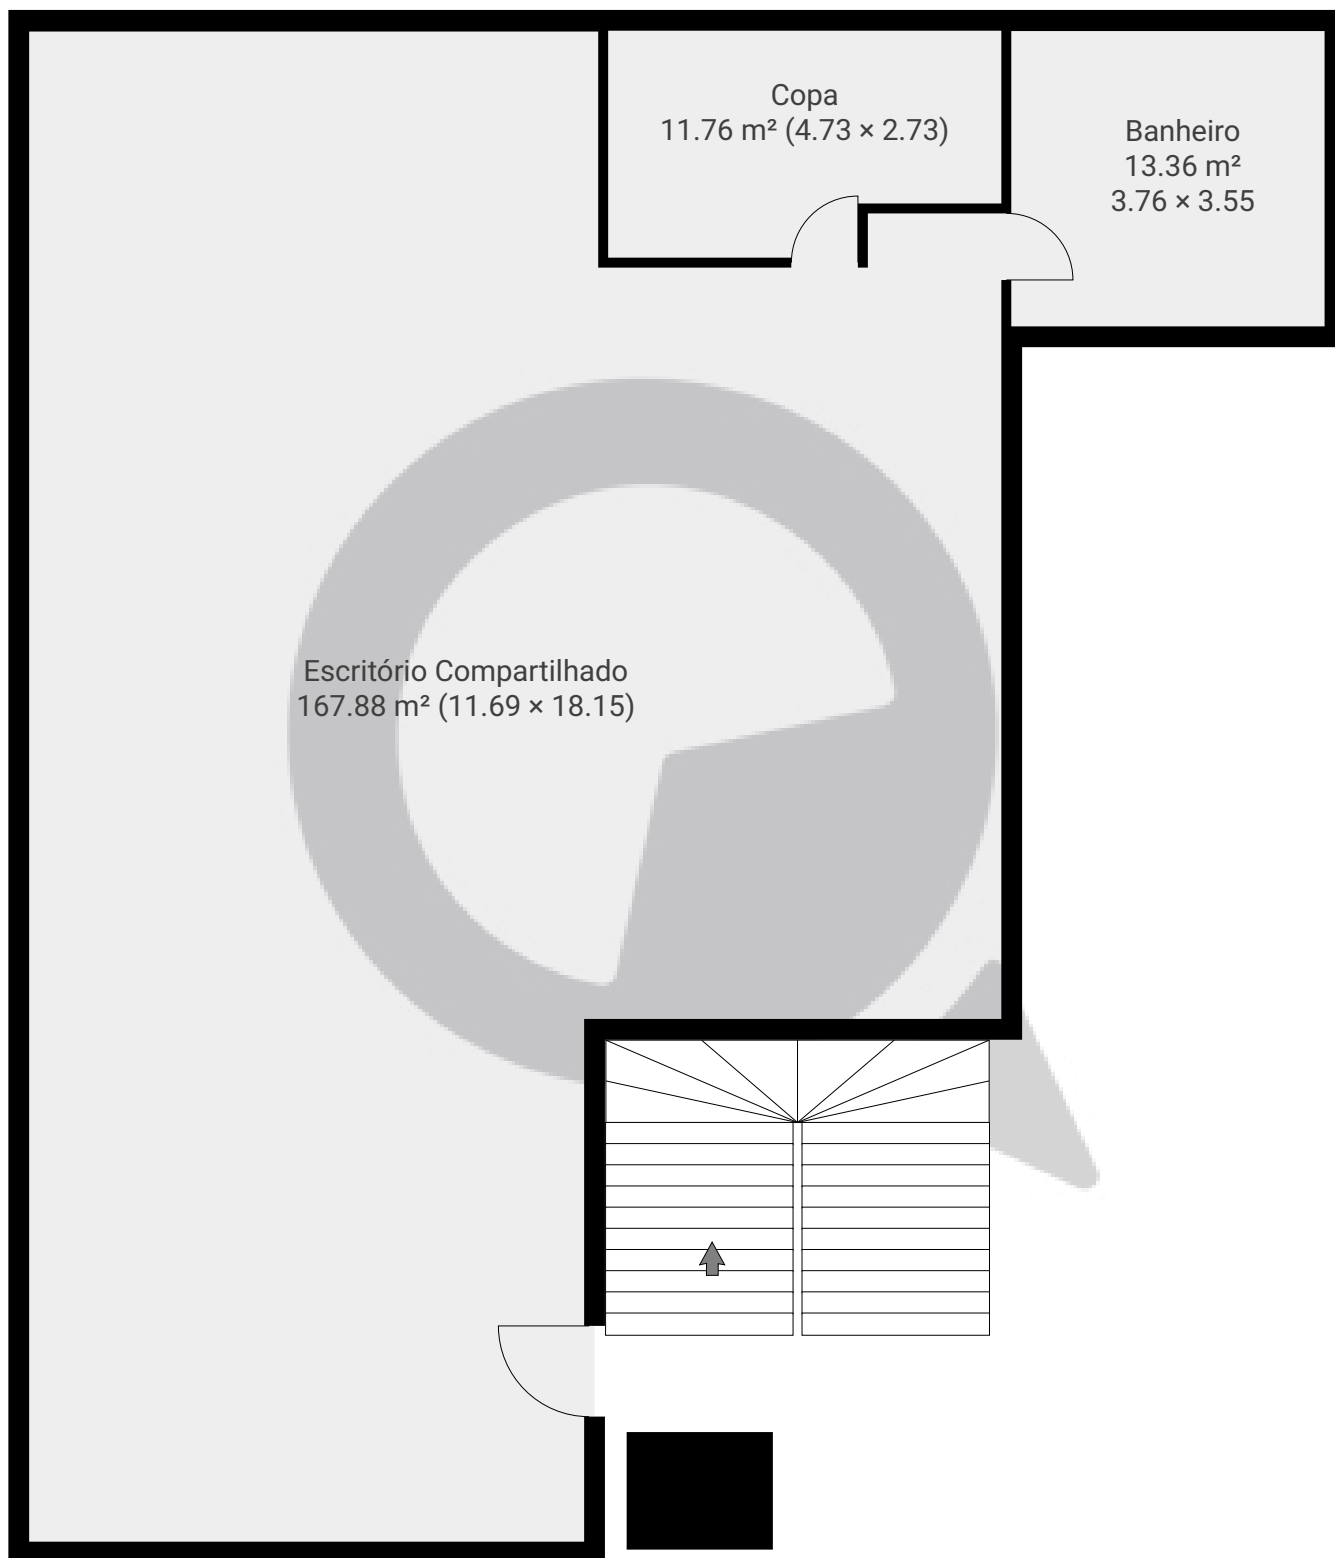 Copa
11.76 m² (4.73 × 2.73)
Banheiro
13.36 m²
3.76 × 3.55
Escritório Compartilhado
167.88 m² (11.69 × 18.15)